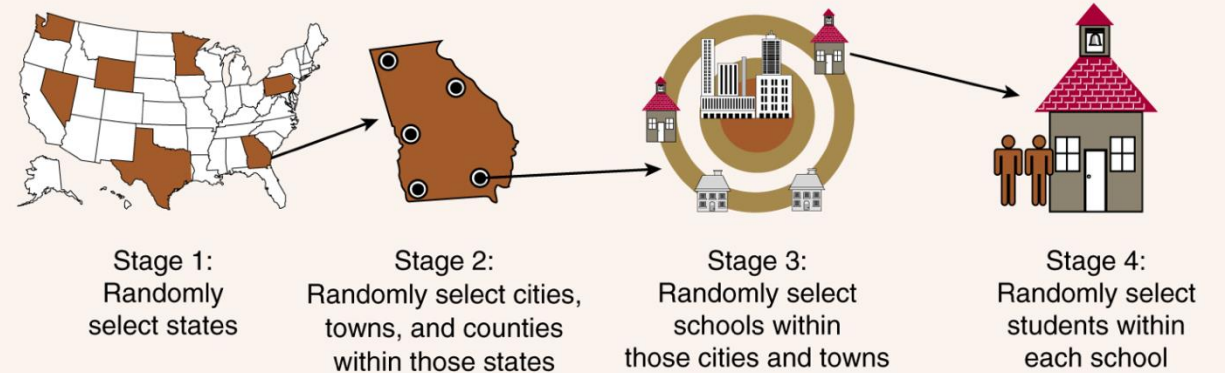 Stage 1:
Randomly
select states
Stage 2:
Randomly select cities,
towns, and counties
within those states
Stage 3:
Randomly select
schools within
those cities and towns
Stage 4:
Randomly select
students within
each school